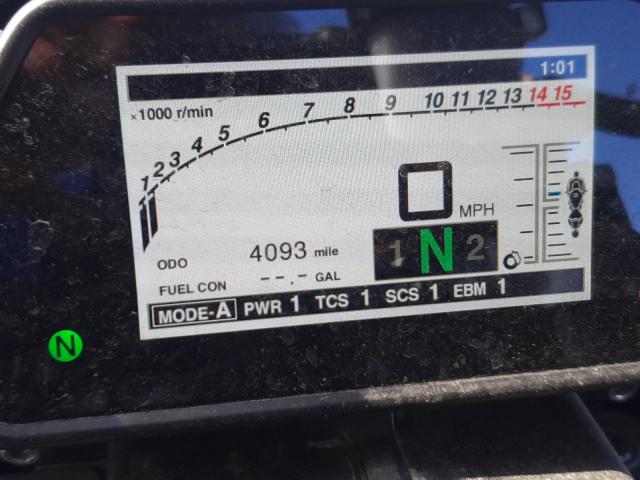 1:01
×1000 r/min
1 2 3 4 5 6 7 8 9 10 11 12 13 14 15
0 MPH
1 N 2
ODO 4093 mile
FUEL CON --.- GAL
MODE-A PWR 1 TCS 1 SCS 1 EBM 1
N